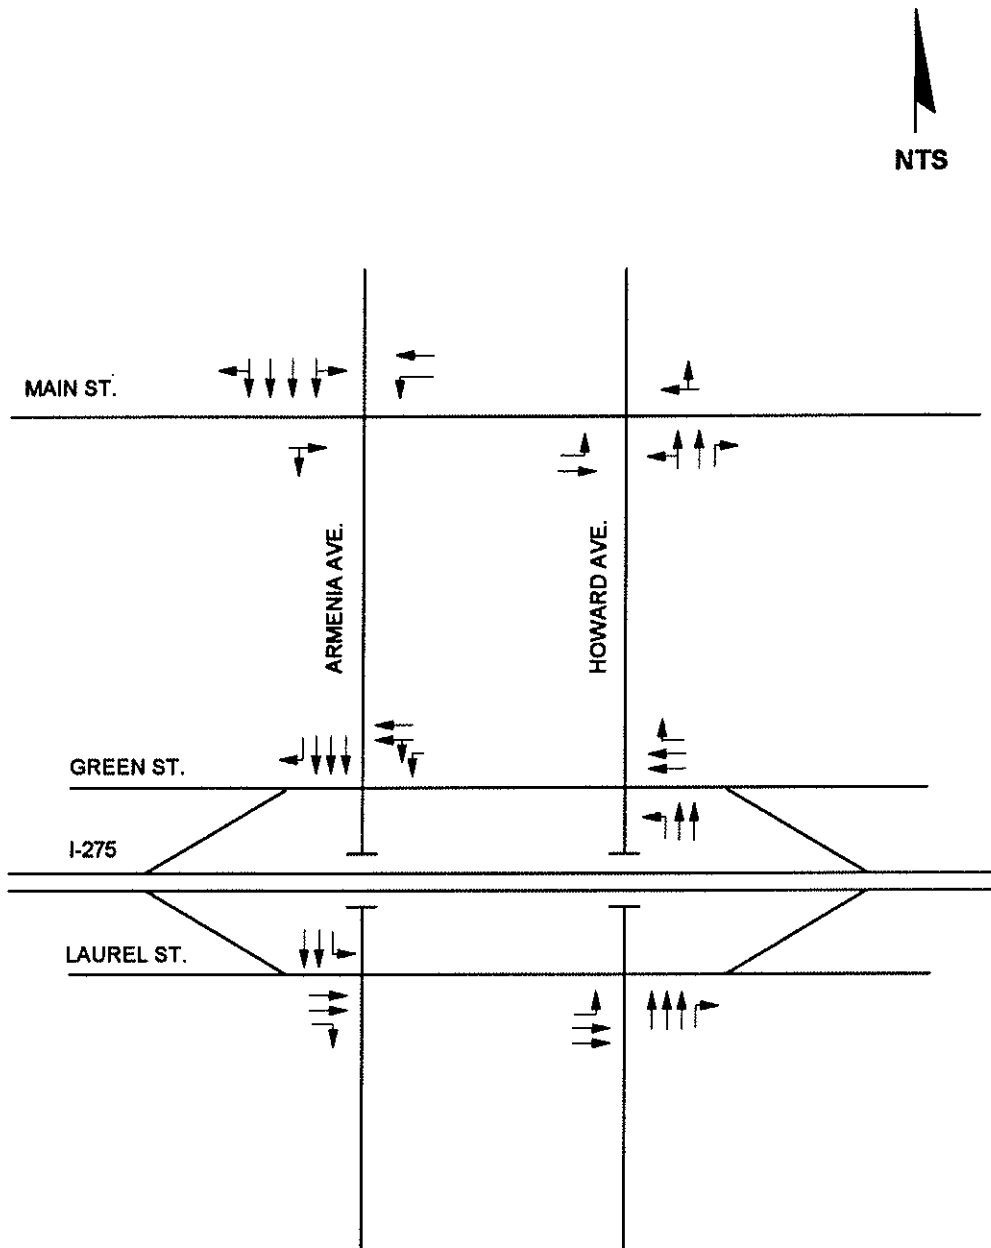 NTS
MAIN ST.
ARMENIA AVE.
HOWARD AVE.
GREEN ST.
I-275
LAUREL ST.